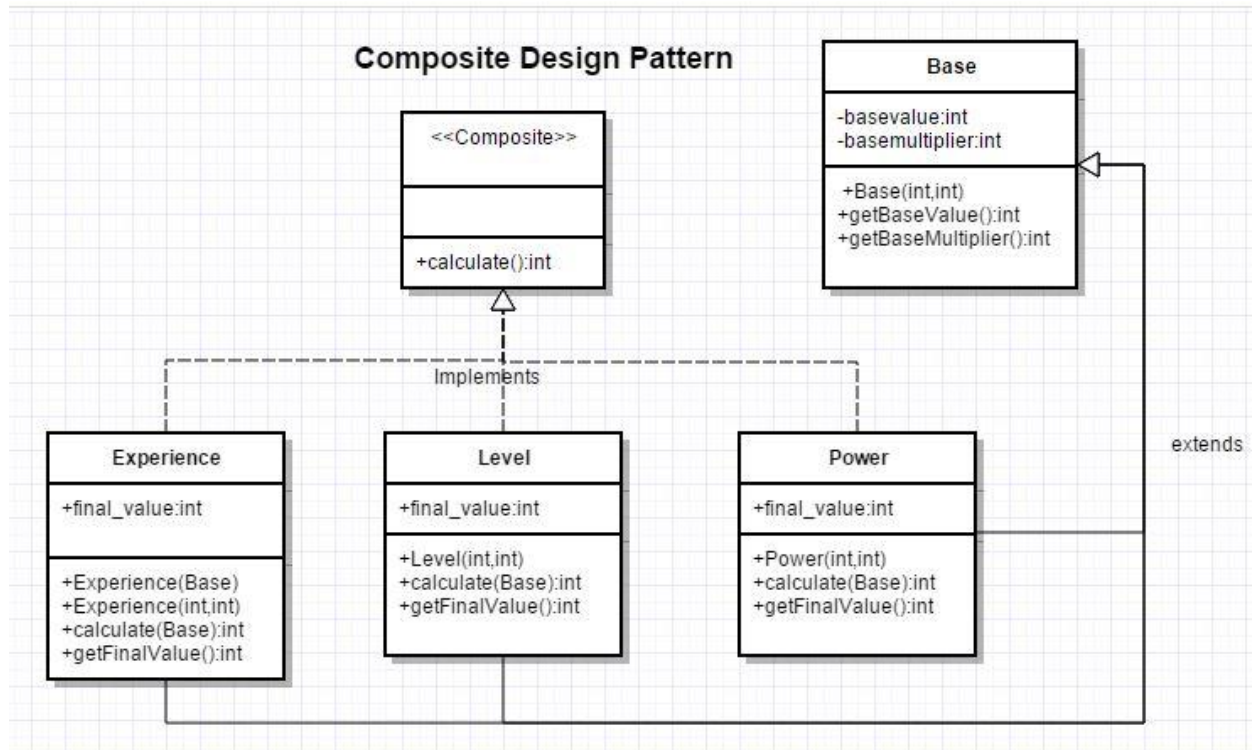 Composite Design Pattern
Base
-basevalue:int
-basemultiplier:int
+Base(int,int)
+getBaseValue():int
+getBaseMultiplier():int
<<Composite>>
+calculate():int
Implements
extends
Experience
+final_value:int
+Experience(Base)
+Experience(int,int)
+calculate(Base):int
+getFinalValue():int
Level
+final_value:int
+Level(int,int)
+calculate(Base):int
+getFinalValue():int
Power
+final_value:int
+Power(int,int)
+calculate(Base):int
+getFinalValue():int